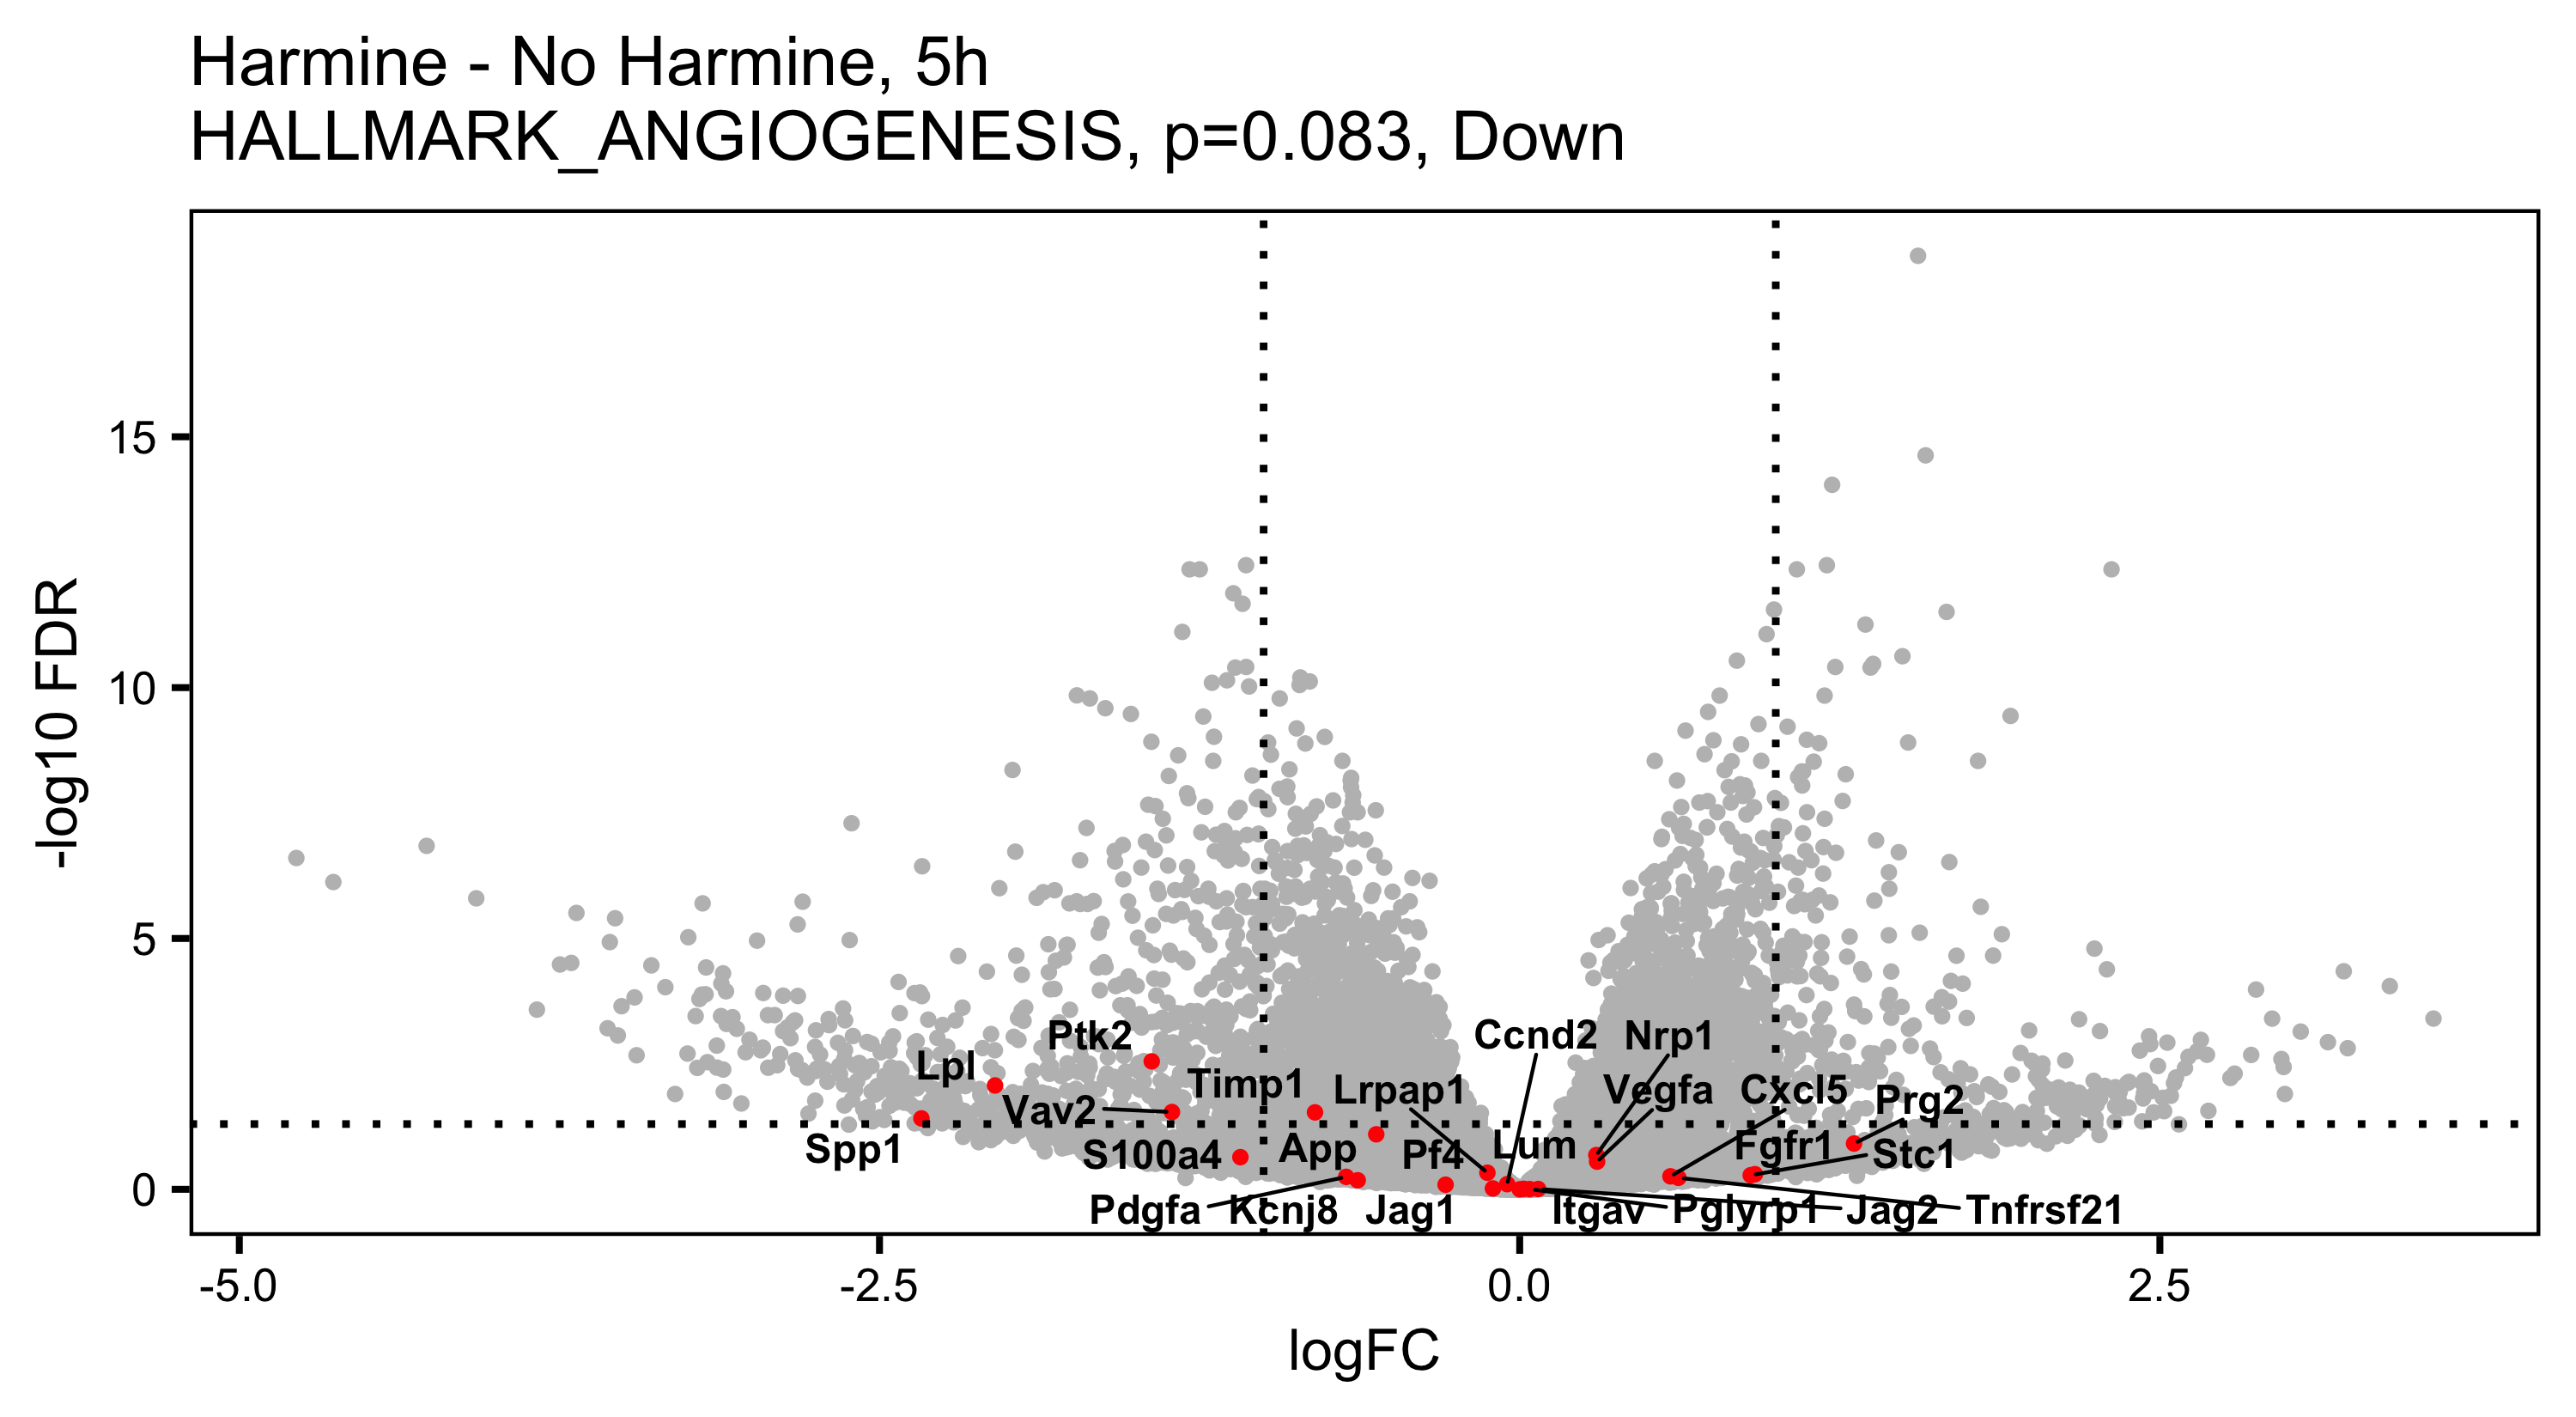 Harmine - No Harmine, 5h
HALLMARK_ANGIOGENESIS, p=0.083, Down
-log10 FDR
15
10
5
0
Ptk2
Ccnd2
Nrp1
Lpl
Timp1
Lrpap1
Vegfa
Cxcl5
Prg2
Vav2
Spp1
S100a4
App
Pf4
Lum
Fgfr1
Stc1
Pdgfa
Kcnj8
Jag1
Itgav
Pglyrp1
Jag2
Tnfrsf21
-5.0
-2.5
0.0
2.5
logFC